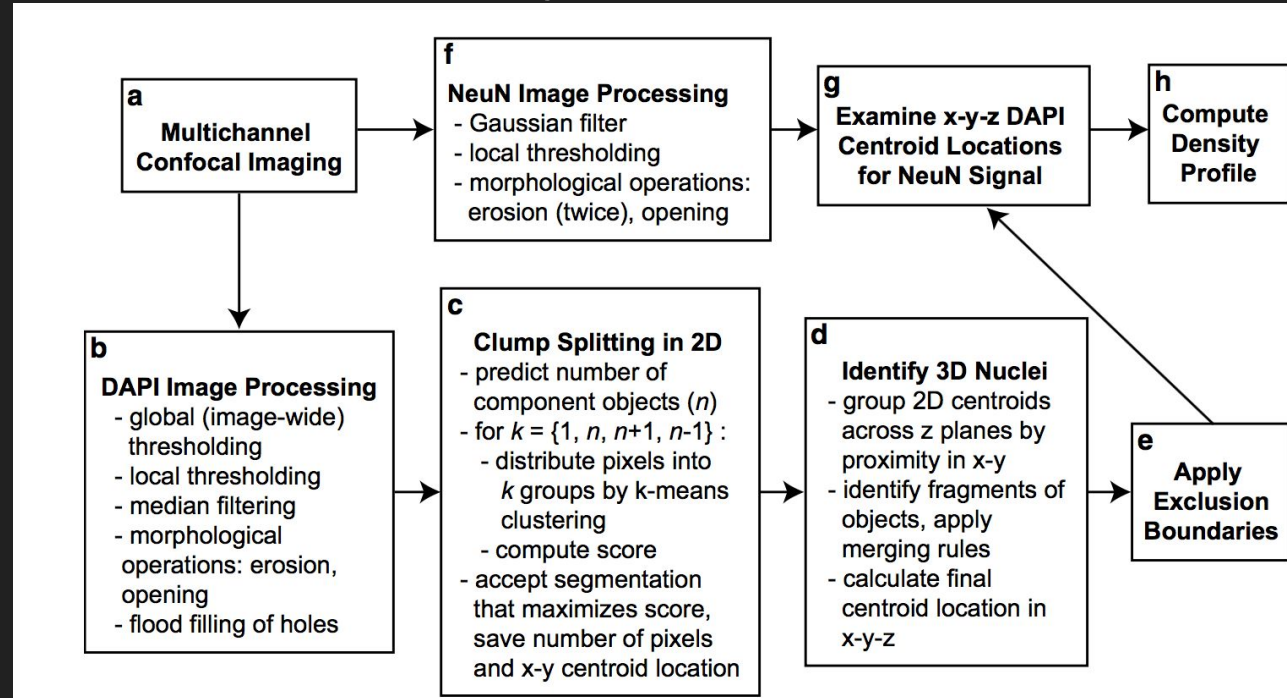 a
Multichannel
Confocal Imaging
f
NeuN Image Processing
- Gaussian filter
- local thresholding
- morphological operations:
erosion (twice), opening
g
Examine x-y-z DAPI
Centroid Locations
for NeuN Signal
h
Compute
Density
Profile
b
DAPI Image Processing
- global (image-wide)
thresholding
- local thresholding
- median filtering
- morphological
operations: erosion,
opening
- flood filling of holes
c
Clump Splitting in 2D
- predict number of
component objects (n)
- for k = {1, n, n+1, n-1} :
- distribute pixels into
k groups by k-means
clustering
- compute score
- accept segmentation
that maximizes score,
save number of pixels
and x-y centroid location
d
Identify 3D Nuclei
- group 2D centroids
across z planes by
proximity in x-y
- identify fragments of
objects, apply
merging rules
- calculate final
centroid location in
x-y-z
e
Apply
Exclusion
Boundaries